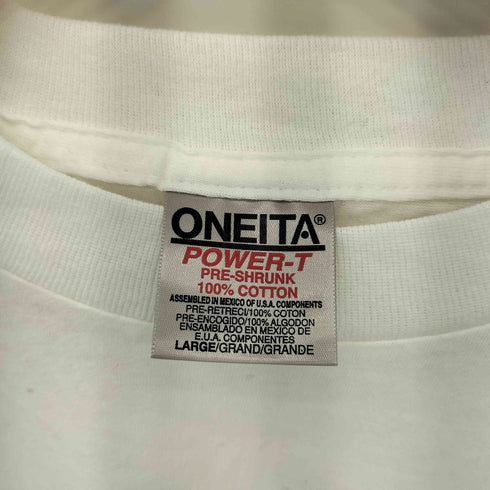 ONEITA®
POWER-T
PRE-SHRUNK
100% COTTON
ASSEMBLED IN MEXICO OF U.S.A. COMPONENTS
PRE-RETRECI/100% COTON
PRE-ENCOGIDO/100% ALGODON
ENSAMBLADO EN MEXICO DE
E.U.A. COMPONENTES
LARGE/GRAND/GRANDE